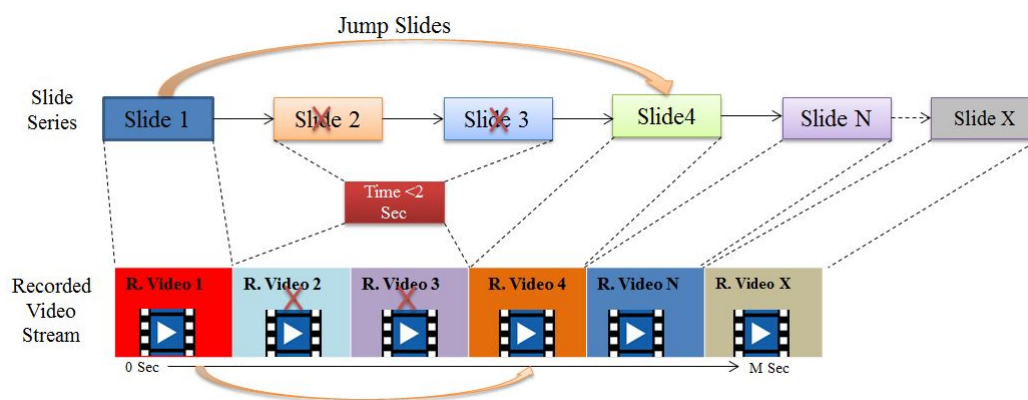 Jump Slides
Slide
Series
Slide 1
Slide 2
Slide 3
Slide4
Slide N
Slide X
Time <2
Sec
Recorded
Video
Stream
R. Video 1
R. Video 2
R. Video 3
R. Video 4
R. Video N
R. Video X
0 Sec
M Sec